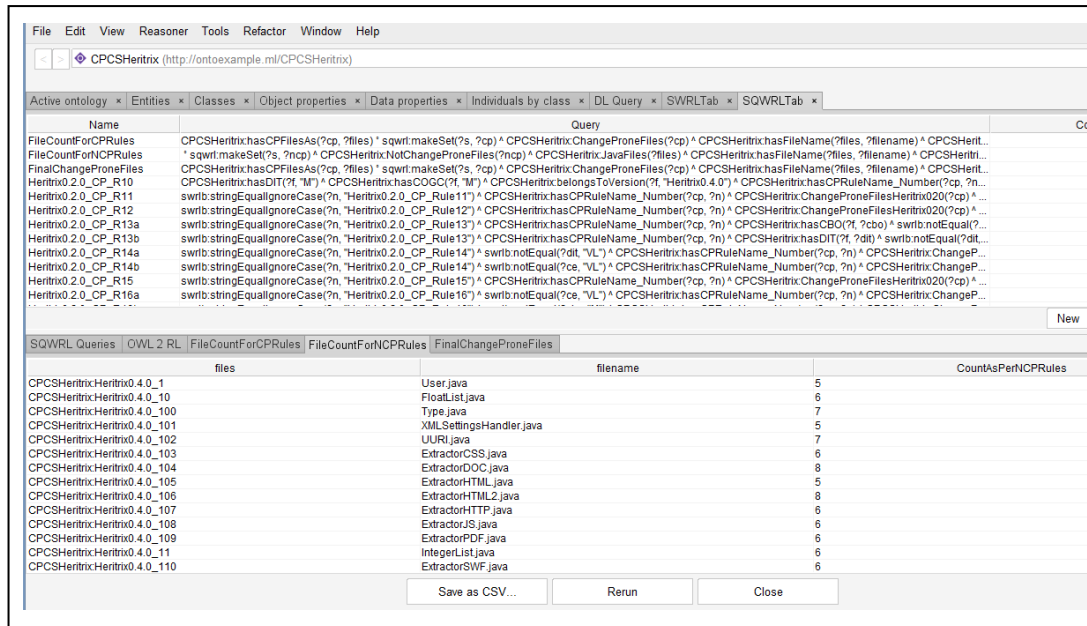 File Edit View Reasoner Tools Refactor Window Help
< > CPCSHeritrix (http://ontoexample.ml/CPCSHeritrix)
Active ontology × Entities × Classes × Object properties × Data properties × Individuals by class × DL Query × SWRLTab × SQWRLTab ×
Name Query Co
FileCountForCPRules CPCSHeritrix:hasCPFilesAs(?cp, ?files) ° sqwrl:makeSet(?s, ?cp) ^ CPCSHeritrix:ChangeProneFiles(?cp) ^ CPCSHeritrix:hasFileName(?files, ?filename) ^ CPCSHerit...
FileCountForNCPRules ° sqwrl:makeSet(?s, ?ncp) ^ CPCSHeritrix:NotChangeProneFiles(?ncp) ^ CPCSHeritrix:JavaFiles(?files) ^ CPCSHeritrix:hasFileName(?files, ?filename) ^ CPCSHeritri...
FinalChangeProneFiles CPCSHeritrix:hasCPFilesAs(?cp, ?files) ° sqwrl:makeSet(?s, ?cp) ^ CPCSHeritrix:ChangeProneFiles(?cp) ^ CPCSHeritrix:hasFileName(?files, ?filename) ^ CPCSHerit...
Heritrix0.2.0_CP_R10 CPCSHeritrix:hasDIT(?f, "M") ^ CPCSHeritrix:hasCOGC(?f, "M") ^ CPCSHeritrix:belongsToVersion(?f, "Heritrix0.4.0") ^ CPCSHeritrix:hasCPRuleName_Number(?cp, ?n...
Heritrix0.2.0_CP_R11 swrlb:stringEqualIgnoreCase(?n, "Heritrix0.2.0_CP_Rule11") ^ CPCSHeritrix:hasCPRuleName_Number(?cp, ?n) ^ CPCSHeritrix:ChangeProneFilesHeritrix020(?cp) ^ ...
Heritrix0.2.0_CP_R12 swrlb:stringEqualIgnoreCase(?n, "Heritrix0.2.0_CP_Rule12") ^ CPCSHeritrix:hasCPRuleName_Number(?cp, ?n) ^ CPCSHeritrix:ChangeProneFilesHeritrix020(?cp) ^ ...
Heritrix0.2.0_CP_R13a swrlb:stringEqualIgnoreCase(?n, "Heritrix0.2.0_CP_Rule13") ^ CPCSHeritrix:hasCPRuleName_Number(?cp, ?n) ^ CPCSHeritrix:hasCBO(?f, ?cbo) ^ swrlb:notEqual(?...
Heritrix0.2.0_CP_R13b swrlb:stringEqualIgnoreCase(?n, "Heritrix0.2.0_CP_Rule13") ^ CPCSHeritrix:hasCPRuleName_Number(?cp, ?n) ^ CPCSHeritrix:hasDIT(?f, ?dit) ^ swrlb:notEqual(?dit,...
Heritrix0.2.0_CP_R14a swrlb:stringEqualIgnoreCase(?n, "Heritrix0.2.0_CP_Rule14") ^ swrlb:notEqual(?dit, "VL") ^ CPCSHeritrix:hasCPRuleName_Number(?cp, ?n) ^ CPCSHeritrix:ChangeP...
Heritrix0.2.0_CP_R14b swrlb:stringEqualIgnoreCase(?n, "Heritrix0.2.0_CP_Rule14") ^ swrlb:notEqual(?ce, "VL") ^ CPCSHeritrix:hasCPRuleName_Number(?cp, ?n) ^ CPCSHeritrix:ChangeP...
Heritrix0.2.0_CP_R15 swrlb:stringEqualIgnoreCase(?n, "Heritrix0.2.0_CP_Rule15") ^ CPCSHeritrix:hasCPRuleName_Number(?cp, ?n) ^ CPCSHeritrix:ChangeProneFilesHeritrix020(?cp) ^ ...
Heritrix0.2.0_CP_R16a swrlb:stringEqualIgnoreCase(?n, "Heritrix0.2.0_CP_Rule16") ^ swrlb:notEqual(?ce, "VL") ^ CPCSHeritrix:hasCPRuleName_Number(?cp, ?n) ^ CPCSHeritrix:ChangeP...
New
SQWRL Queries OWL 2 RL FileCountForCPRules FileCountForNCPRules FinalChangeProneFiles
files filename CountAsPerNCPRules
CPCSHeritrix:Heritrix0.4.0_1 User.java 5
CPCSHeritrix:Heritrix0.4.0_10 FloatList.java 6
CPCSHeritrix:Heritrix0.4.0_100 Type.java 7
CPCSHeritrix:Heritrix0.4.0_101 XMLSettingsHandler.java 5
CPCSHeritrix:Heritrix0.4.0_102 UURI.java 7
CPCSHeritrix:Heritrix0.4.0_103 ExtractorCSS.java 6
CPCSHeritrix:Heritrix0.4.0_104 ExtractorDOC.java 8
CPCSHeritrix:Heritrix0.4.0_105 ExtractorHTML.java 5
CPCSHeritrix:Heritrix0.4.0_106 ExtractorHTML2.java 8
CPCSHeritrix:Heritrix0.4.0_107 ExtractorHTTP.java 6
CPCSHeritrix:Heritrix0.4.0_108 ExtractorJS.java 6
CPCSHeritrix:Heritrix0.4.0_109 ExtractorPDF.java 6
CPCSHeritrix:Heritrix0.4.0_11 IntegerList.java 6
CPCSHeritrix:Heritrix0.4.0_110 ExtractorSWF.java 6
Save as CSV... Rerun Close